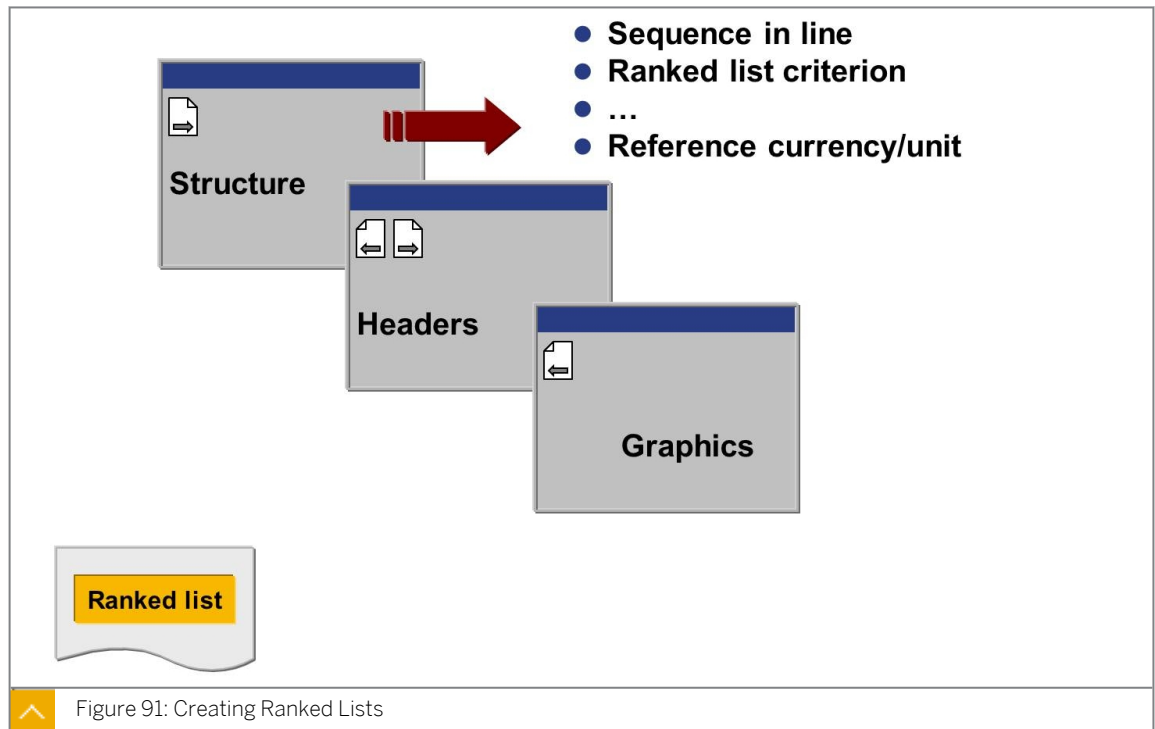 ● Sequence in line
● Ranked list criterion
● ...
● Reference currency/unit
Structure
Headers
Graphics
Ranked list
Figure 91: Creating Ranked Lists